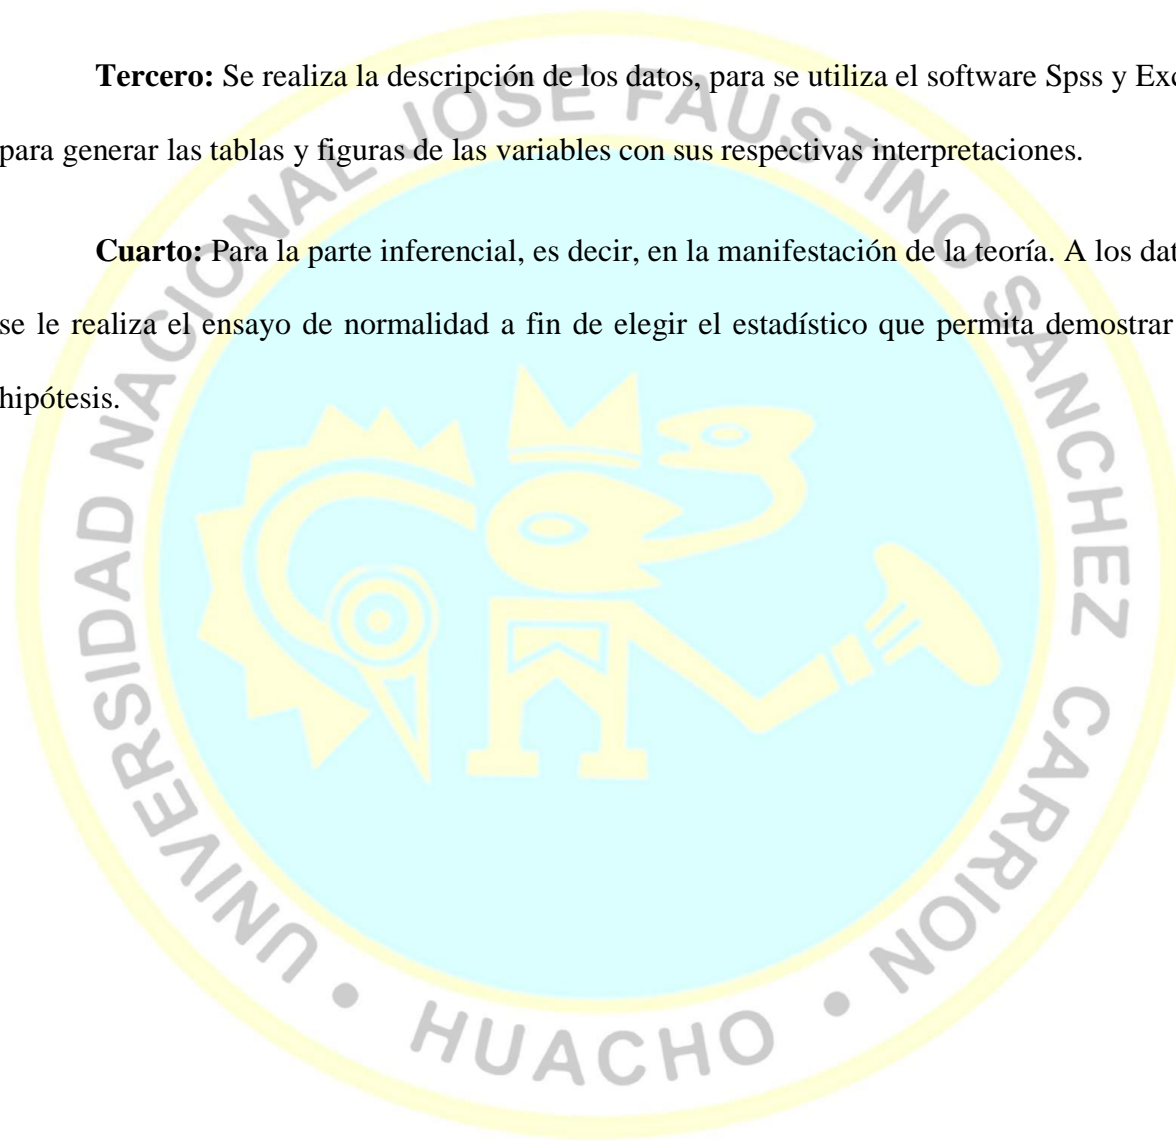 Tercero: Se realiza la descripción de los datos, para se utiliza el software Spss y Exc
para generar las tablas y figuras de las variables con sus respectivas interpretaciones.
Cuarto: Para la parte inferencial, es decir, en la manifestación de la teoría. A los dat
se le realiza el ensayo de normalidad a fin de elegir el estadístico que permita demostrar
hipótesis.
UNIVERSIDAD NACIONAL JOSE FAUSTINO SANCHEZ CARRION • HUACHO •